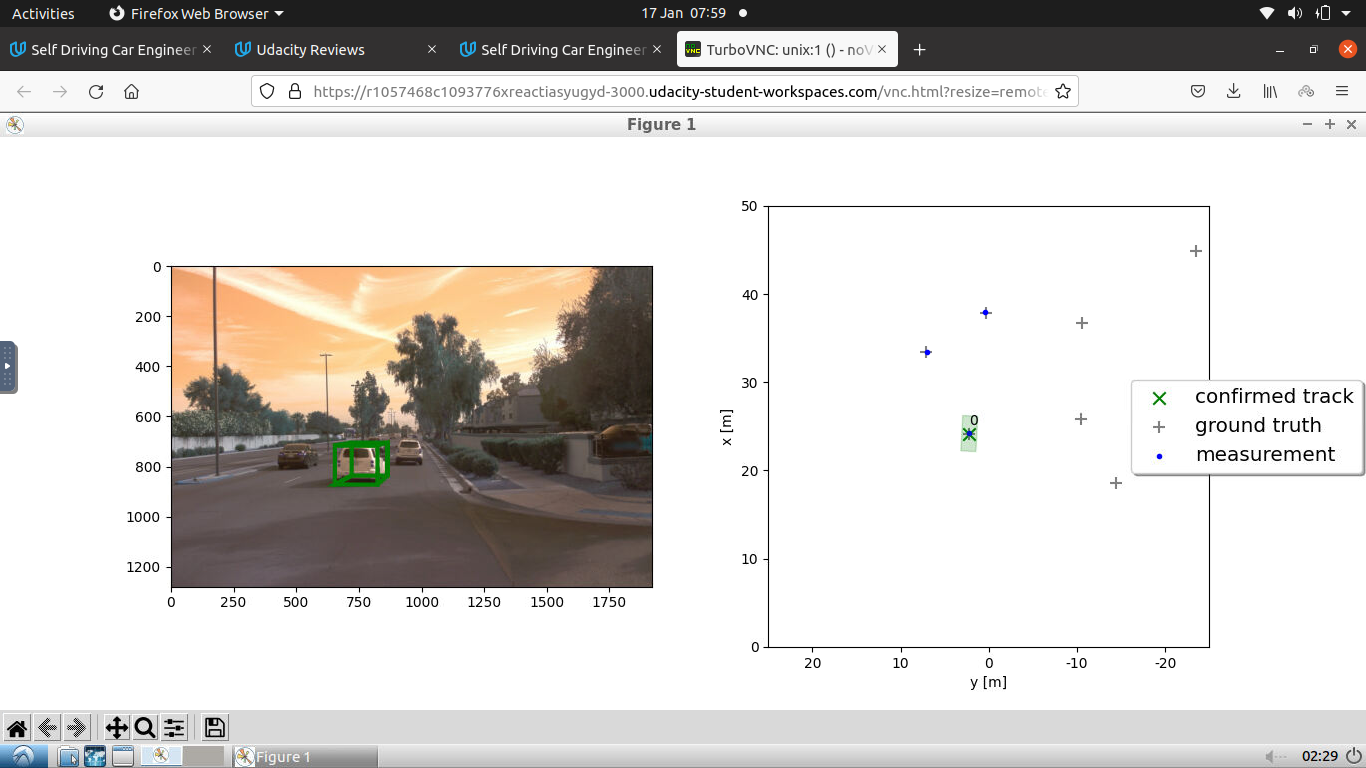 Activities Firefox Web Browser 17 Jan 07:59
Self Driving Car Engineer Udacity Reviews Self Driving Car Engineer TurboVNC: unix:1 () - noV
https://r1057468c1093776xreactiasyugyd-3000.udacity-student-workspaces.com/vnc.html?resize=remote
Figure 1
0
200
400
600
800
1000
1200
0 250 500 750 1000 1250 1500 1750
50
40
30
20
10
0
x [m]
0
20 10 0 -10 -20
y [m]
confirmed track
ground truth
measurement
Figure 1 02:29